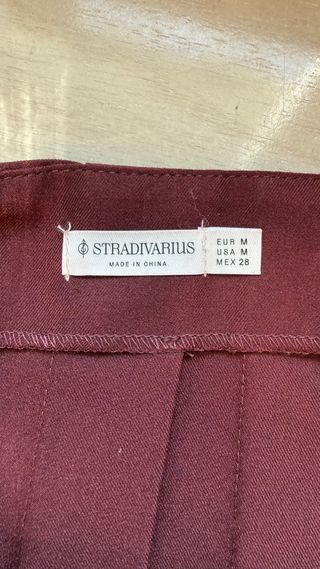 STRADIVARIUS
MADE IN CHINA
EUR M
USA M
MEX 28